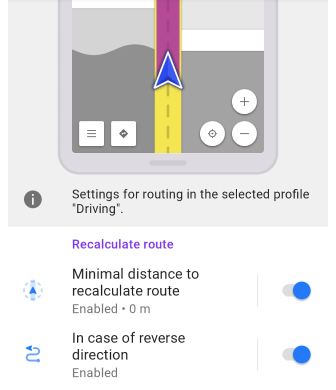 Settings for routing in the selected profile
"Driving".
Recalculate route
Minimal distance to
recalculate route
Enabled • 0 m
In case of reverse
direction
Enabled